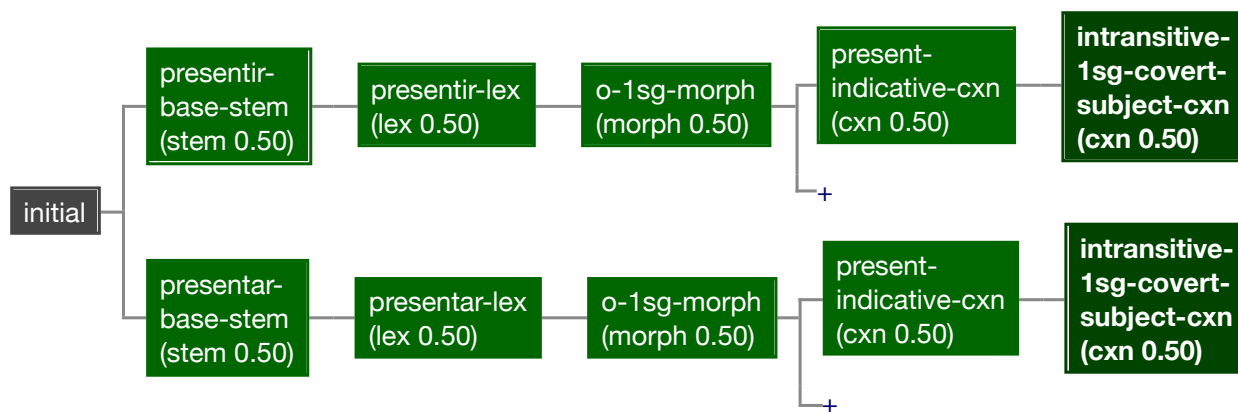 initial
presentir-
base-stem
(stem 0.50)
presentir-lex
(lex 0.50)
o-1sg-morph
(morph 0.50)
present-
indicative-cxn
(cxn 0.50)
intransitive-
1sg-covert-
subject-cxn
(cxn 0.50)
+
presentar-
base-stem
(stem 0.50)
presentar-lex
(lex 0.50)
o-1sg-morph
(morph 0.50)
present-
indicative-cxn
(cxn 0.50)
intransitive-
1sg-covert-
subject-cxn
(cxn 0.50)
+